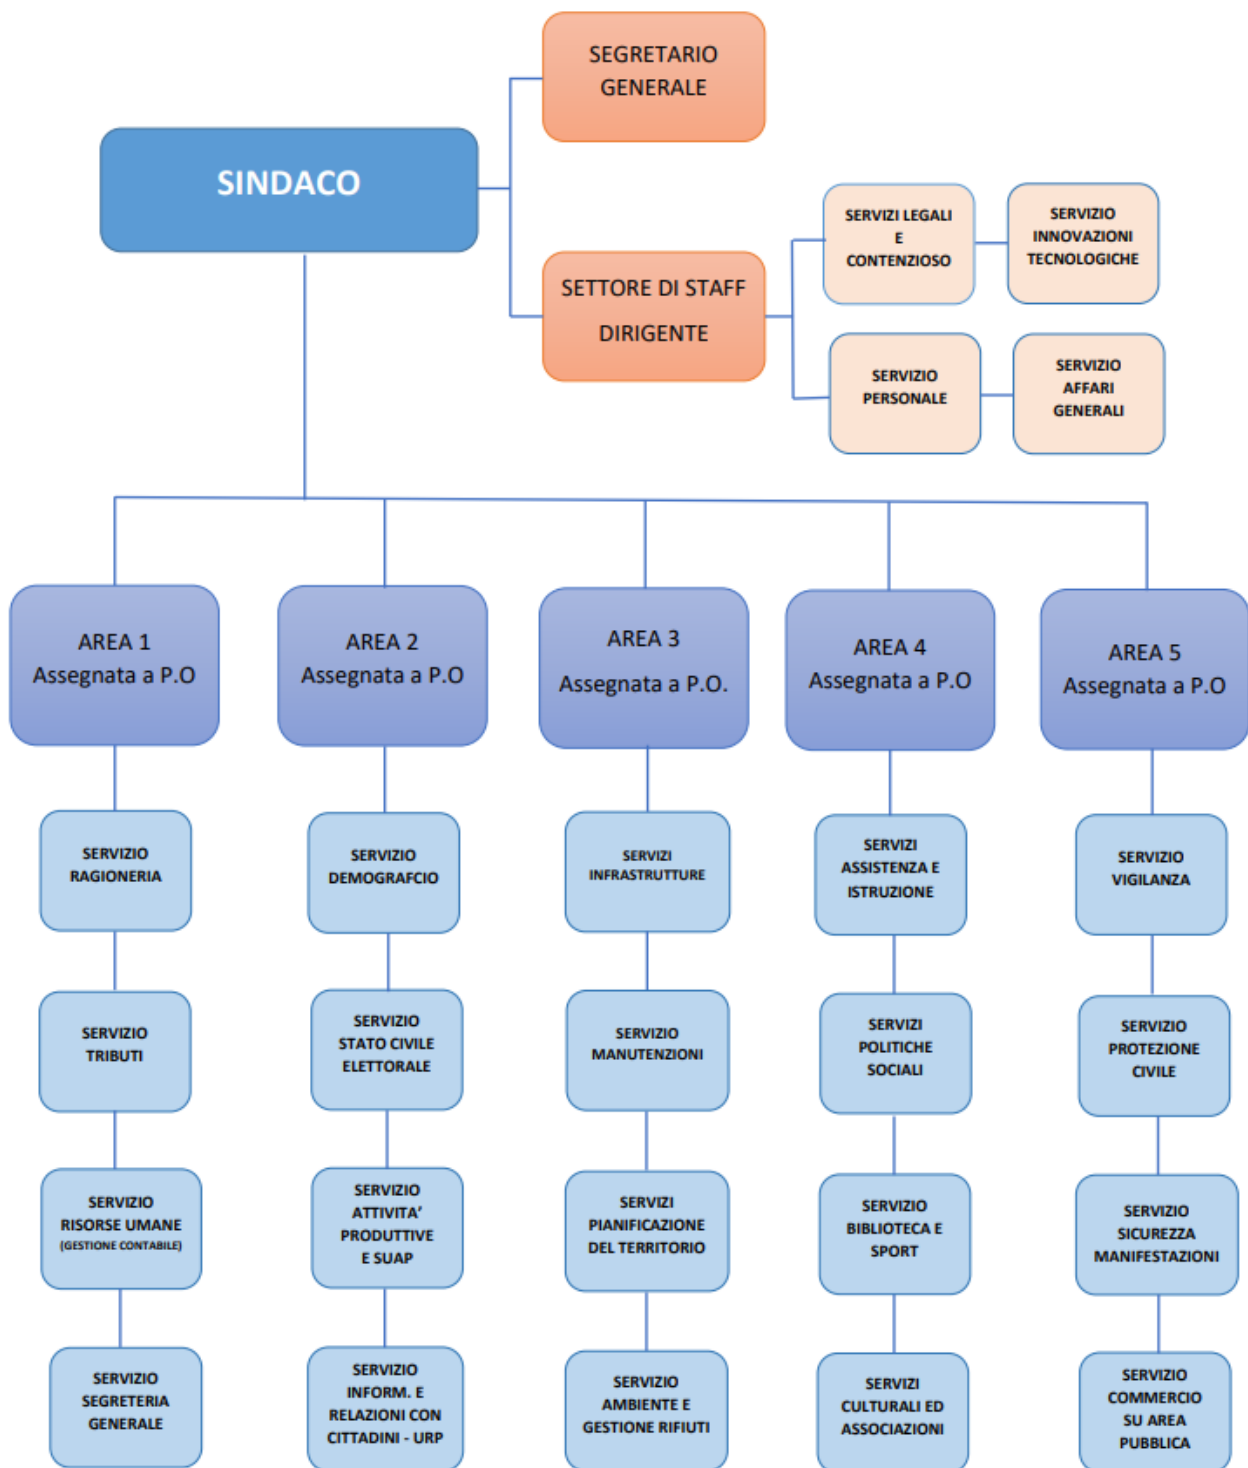 SEGRETARIO
GENERALE
SINDACO
SETTORE DI STAFF
DIRIGENTE
SERVIZI LEGALI
E
CONTENZIOSO
SERVIZIO
INNOVAZIONI
TECNOLOGICHE
SERVIZIO
PERSONALE
SERVIZIO
AFFARI
GENERALI
AREA 1
Assegnata a P.O
AREA 2
Assegnata a P.O
AREA 3
Assegnata a P.O.
AREA 4
Assegnata a P.O
AREA 5
Assegnata a P.O
SERVIZIO
RAGIONERIA
SERVIZIO
DEMOGRAFCIO
SERVIZI
INFRASTRUTTURE
SERVIZI
ASSISTENZA E
ISTRUZIONE
SERVIZIO
VIGILANZA
SERVIZIO
TRIBUTI
SERVIZIO
STATO CIVILE
ELETTORALE
SERVIZIO
MANUTENZIONI
SERVIZI
POLITICHE
SOCIALI
SERVIZIO
PROTEZIONE
CIVILE
SERVIZIO
RISORSE UMANE
(GESTIONE CONTABILE)
SERVIZIO
ATTIVITA’
PRODUTTIVE
E SUAP
SERVIZI
PIANIFICAZIONE
DEL TERRITORIO
SERVIZIO
BIBLIOTECA E
SPORT
SERVIZIO
SICUREZZA
MANIFESTAZIONI
SERVIZIO
SEGRETERIA
GENERALE
SERVIZIO
INFORM. E
RELAZIONI CON
CITTADINI - URP
SERVIZIO
AMBIENTE E
GESTIONE RIFIUTI
SERVIZI
CULTURALI ED
ASSOCIAZIONI
SERVIZIO
COMMERCIO
SU AREA
PUBBLICA